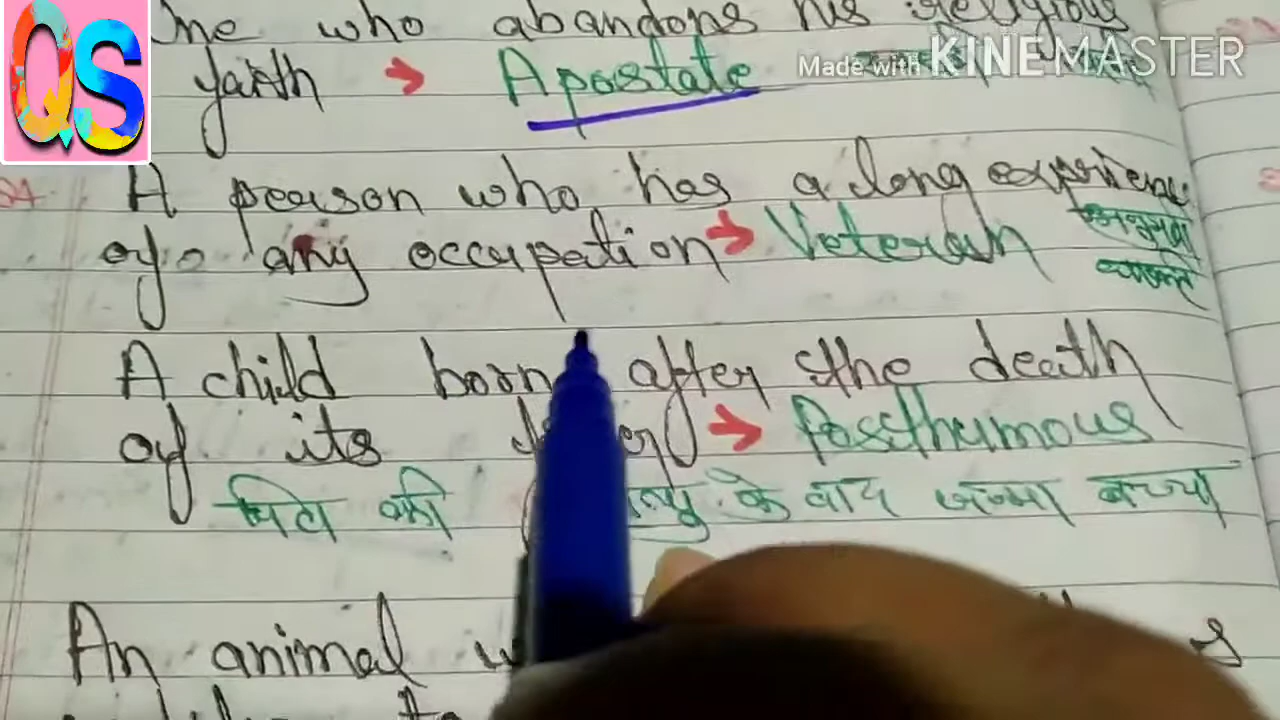 QS
One who abandons his religious
Made with KINEMASTER
faith → Apostate
A person who has a long experience
of any occupation → Veteran अनुभवी
व्यक्ति
A child born after the death
of its → Posthumous
पिता की मृत्यु के बाद जन्मा बच्चा
An animal